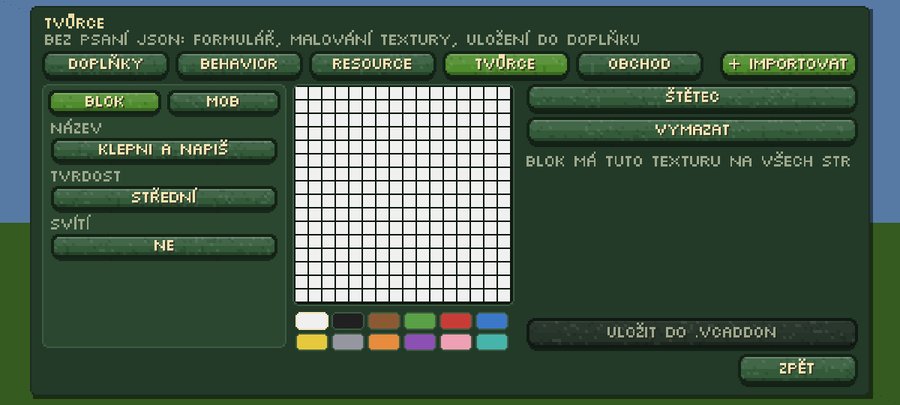 TVŮRCE
BEZ PSANÍ JSON: FORMULÁŘ, MALOVÁNÍ TEXTURY, ULOŽENÍ DO DOPLŇKU
DOPLŇKY BEHAVIOR RESOURCE TVŮRCE OBCHOD + IMPORTOVAT
BLOK MOB
NÁZEV
KLEPNI A NAPIŠ
TVRDOST
STŘEDNÍ
SVÍTÍ
NE
ŠTĚTEC
VYMAZAT
BLOK MÁ TUTO TEXTURU NA VŠECH STR
ULOŽIT DO .VCADDON
ZPĚT